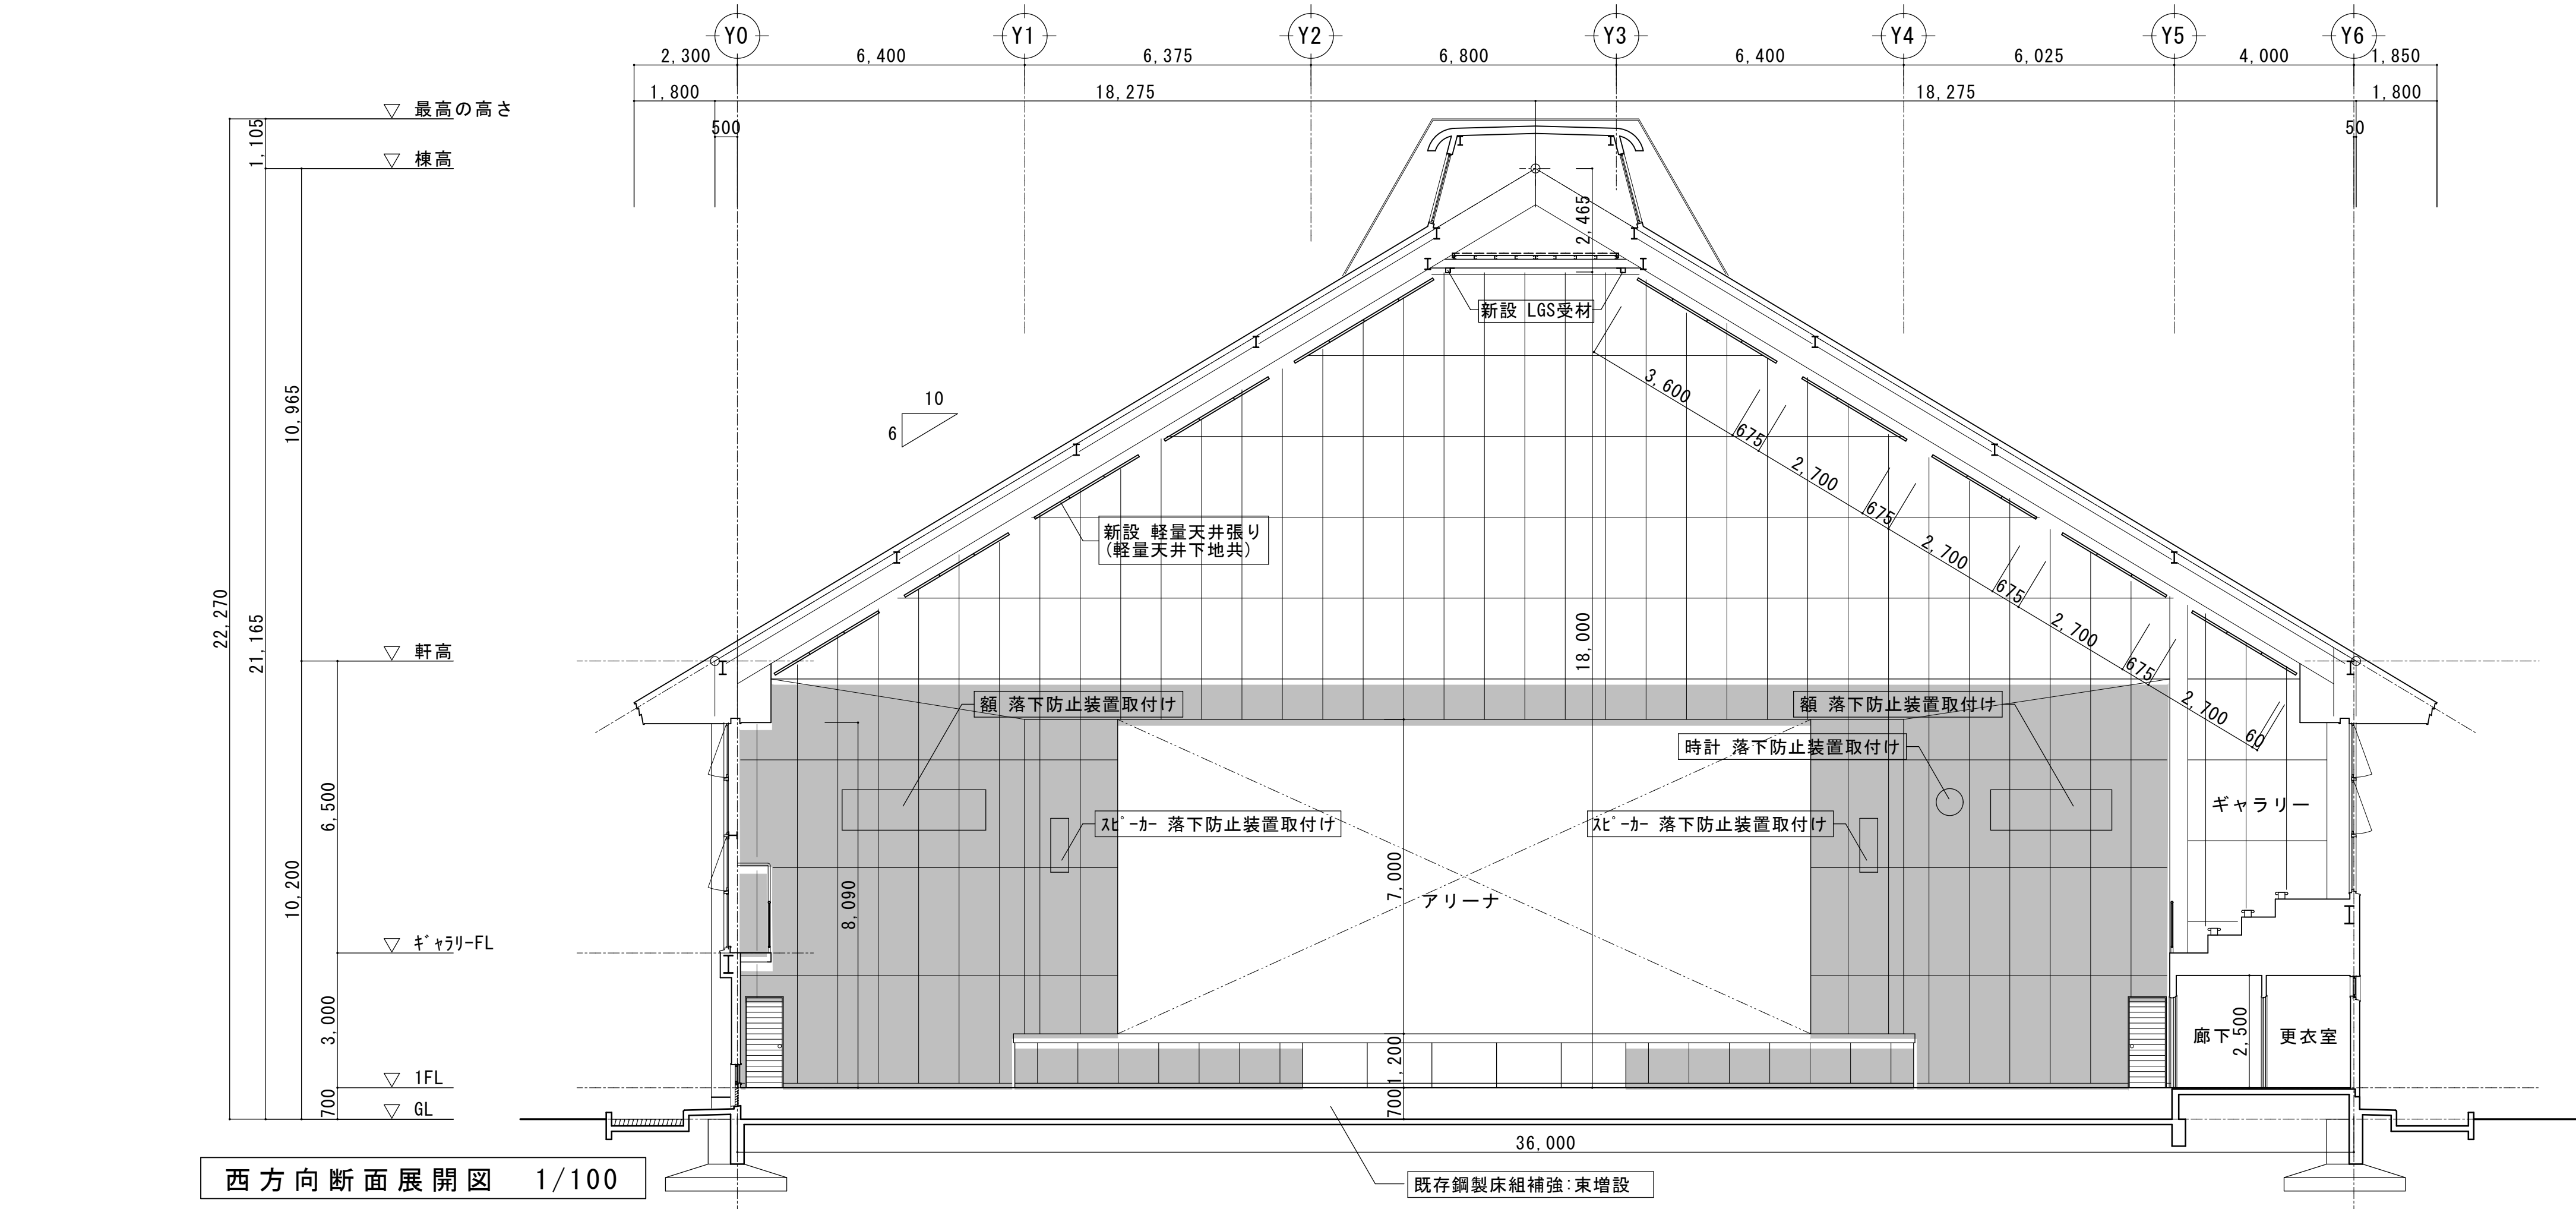 Y0 Y1 Y2 Y3 Y4 Y5 Y6
2,300 6,400 6,375 6,800 6,400 6,025 4,000 1,850
1,800 18,275 18,275 1,800
500 50
最高の高さ
1,105
棟高
2,465
新設 LGS受材
10
6
3,600
675
2,700
675
2,700
675
2,700
675
2,700
60
10,965
新設 軽量天井張り
(軽量天井下地共)
22,270
21,165
18,000
軒高
額 落下防止装置取付け
額 落下防止装置取付け
時計 落下防止装置取付け
ｽﾋﾟｰｶｰ 落下防止装置取付け
ｽﾋﾟｰｶｰ 落下防止装置取付け
ギャラリー
6,500
10,200
8,090
7,000
アリーナ
ｷﾞｬﾗﾘｰFL
3,000
1,200
廊下
2,500
更衣室
1FL
700
700
GL
36,000
西方向断面展開図 1/100
既存鋼製床組補強:束増設